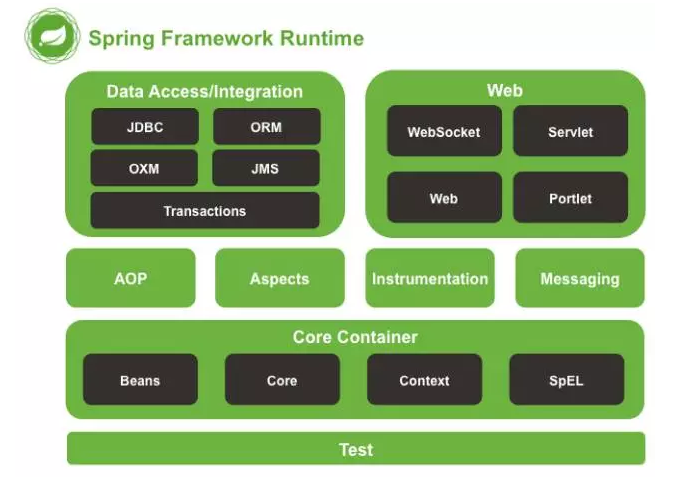 Spring Framework Runtime
Data Access/Integration
JDBC
ORM
OXM
JMS
Transactions
Web
WebSocket
Servlet
Web
Portlet
AOP
Aspects
Instrumentation
Messaging
Core Container
Beans
Core
Context
SpEL
Test